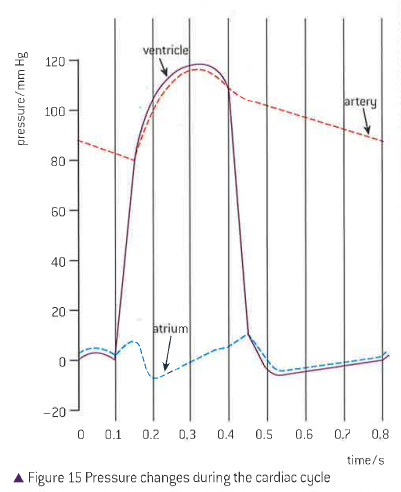 pressure/mm Hg
120
100
80
60
40
20
0
−20
ventricle
artery
atrium
0 0.1 0.2 0.3 0.4 0.5 0.6 0.7 0.8
time/s
▲ Figure 15 Pressure changes during the cardiac cycle